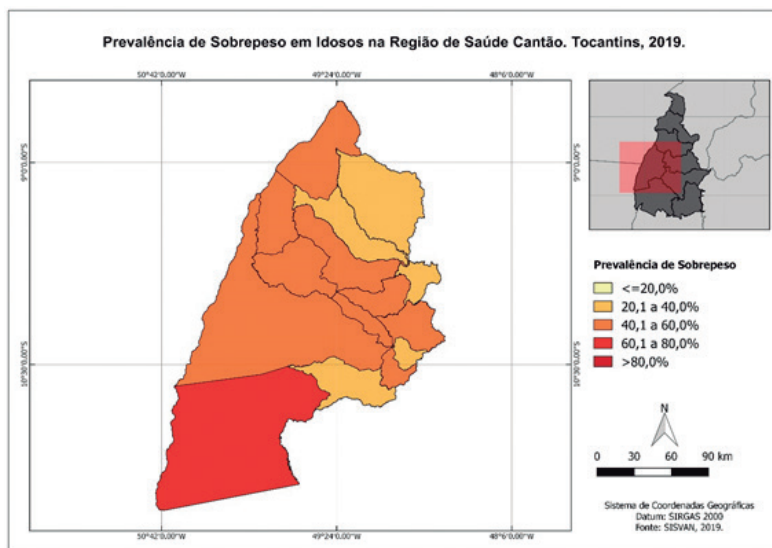 Prevalência de Sobrepeso em Idosos na Região de Saúde Cantão. Tocantins, 2019.
50°42'0.00"W
49°24'0.00"W
48°6'0.00"W
9°0'0.00"S
9°0'0.00"S
10°30'0.00"S
10°30'0.00"S
50°42'0.00"W
49°24'0.00"W
48°6'0.00"W
Prevalência de Sobrepeso
<=20,0%
20,1 a 40,0%
40,1 a 60,0%
60,1 a 80,0%
>80,0%
N
0 30 60 90 km
Sistema de Coordenadas Geográficas
Datum: SIRGAS 2000
Fonte: SISVAN, 2019.